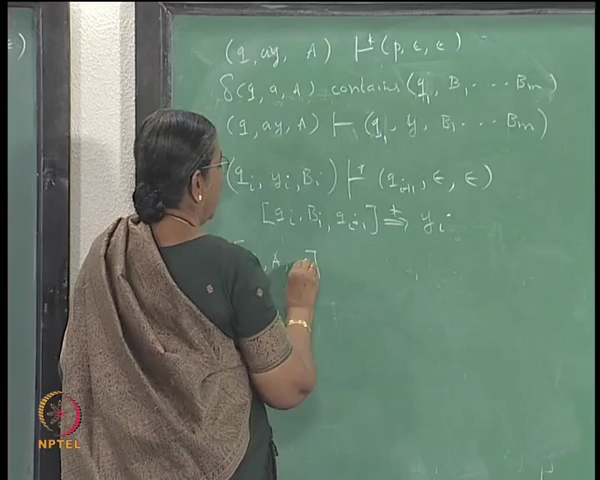 (q, ay, A) ⊢* (p, ε, ε)
δ(q, a, A) contains (q₁, B₁ ... Bm)
(q, ay, A) ⊢ (q₁, y, B₁ ... Bm)
(qᵢ, yᵢ, Bᵢ) ⊢* (qᵢ₊₁, ε, ε)
[qᵢ, Bᵢ, qᵢ₊₁] ⇒* yᵢ
, A ]
NPTEL